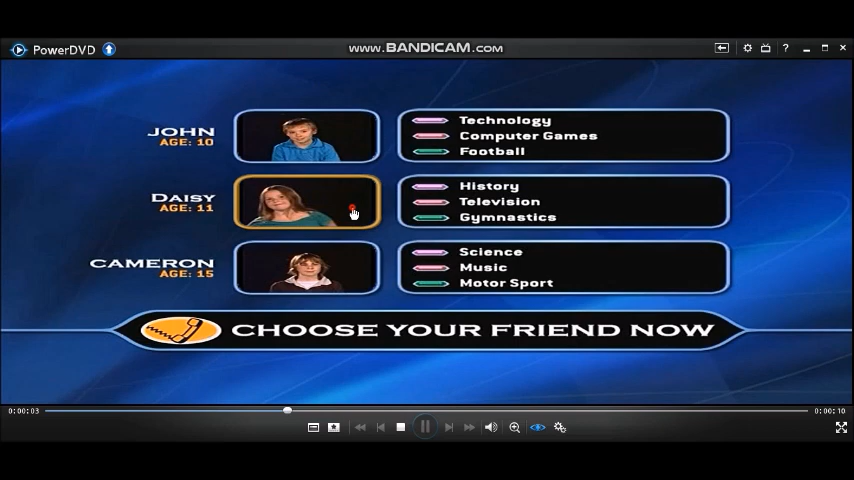 PowerDVD
www.BANDICAM.com
?
JOHN
AGE: 10
Technology
Computer Games
Football
DAISY
AGE: 11
History
Television
Gymnastics
CAMERON
AGE: 15
Science
Music
Motor Sport
CHOOSE YOUR FRIEND NOW
0:00:03
0:00:10